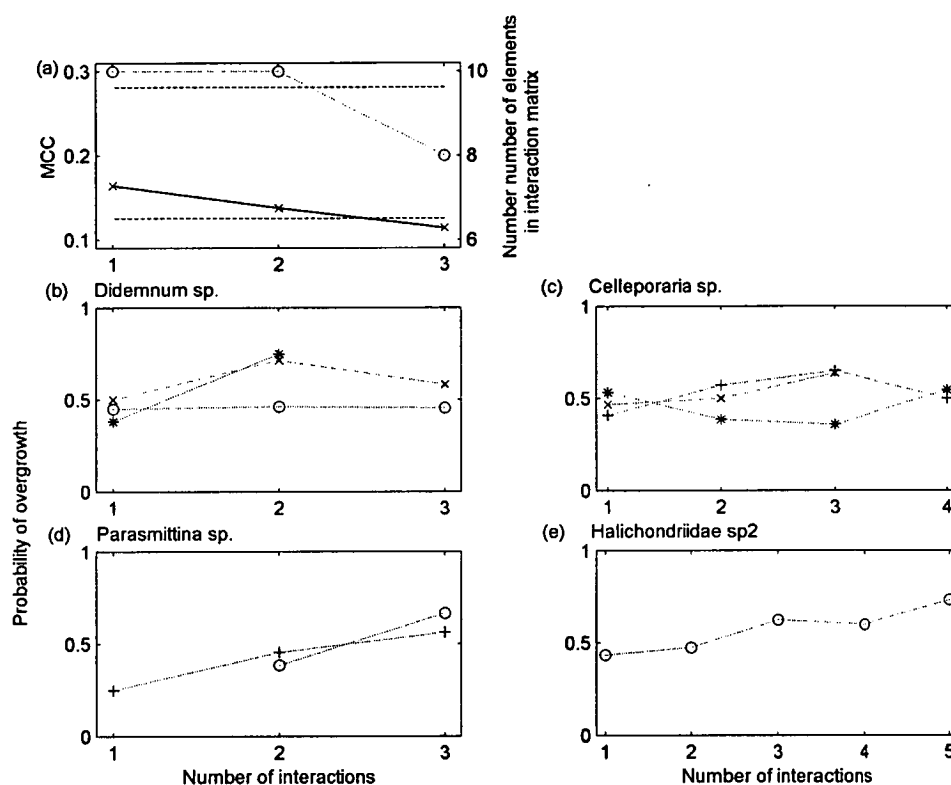 (a)
0.3
0.2
0.1
MCC
10
8
6
Number number of elements
in interaction matrix
1 2 3
(b) Didemnum sp.
1
0.5
0
1 2 3
(c) Celleporaria sp.
1
0.5
0
1 2 3 4
Probability of overgrowth
(d) Parasmittina sp.
1
0.5
0
1 2 3
Number of interactions
(e) Halichondriidae sp2
1
0.5
0
1 2 3 4 5
Number of interactions